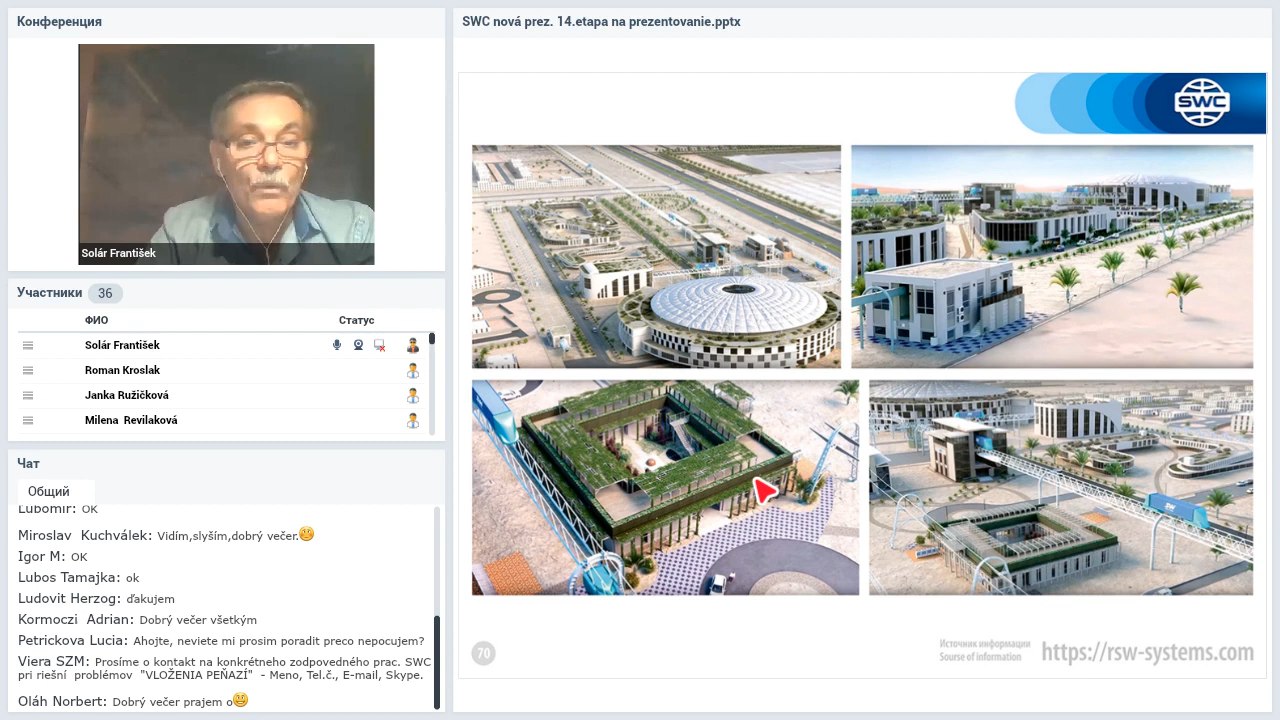 Конференция
Solár František
Участники 36
ФИО Статус
Solár František
Roman Kroslak
Janka Ružičková
Milena Revilaková
Чат
Общий
Lubomir: OK
Miroslav Kuchválek: Vidím,slyším,dobrý večer.
Igor M: OK
Lubos Tamajka: ok
Ludovit Herzog: ďakujem
Kormoczi Adrian: Dobrý večer všetkým
Petrickova Lucia: Ahojte, neviete mi prosim poradit preco nepocujem?
Viera SZM: Prosíme o kontakt na konkrétneho:zodpovedného prac. SWC
pri riešní problémov "VLOŽENIA PEŇAZÍ" - Meno, Tel.č., E-mail, Skype.
Oláh Norbert: Dobrý večer prajem o
SWC nová prez. 14.etapa na prezentovanie.pptx
SWC
70
Источник информации
Sourse of information
https://rsw-systems.com